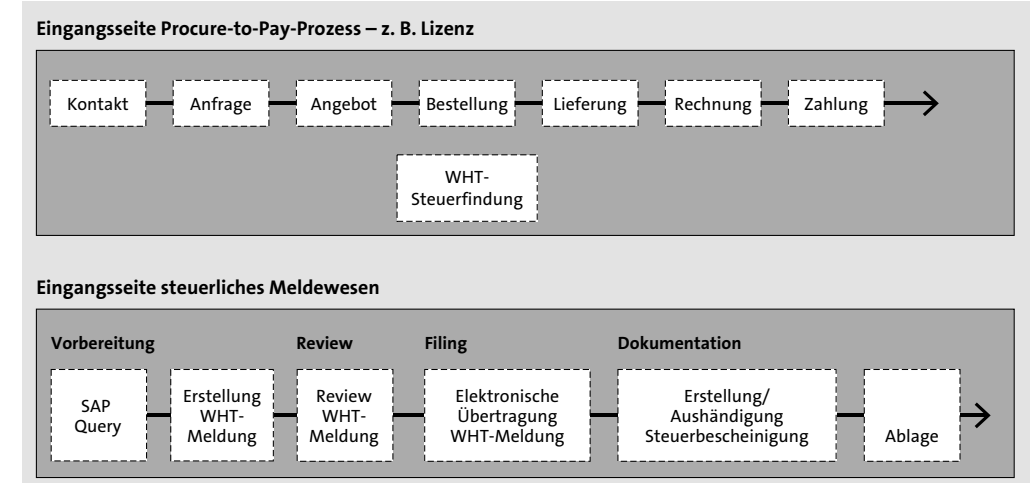 Eingangsseite Procure-to-Pay-Prozess – z. B. Lizenz
Kontakt
Anfrage
Angebot
Bestellung
Lieferung
Rechnung
Zahlung
WHT-
Steuerfindung
Eingangsseite steuerliches Meldewesen
Vorbereitung
Review
Filing
Dokumentation
SAP
Query
Erstellung
WHT-
Meldung
Review
WHT-
Meldung
Elektronische
Übertragung
WHT-Meldung
Erstellung/
Aushändigung
Steuerbescheinigung
Ablage